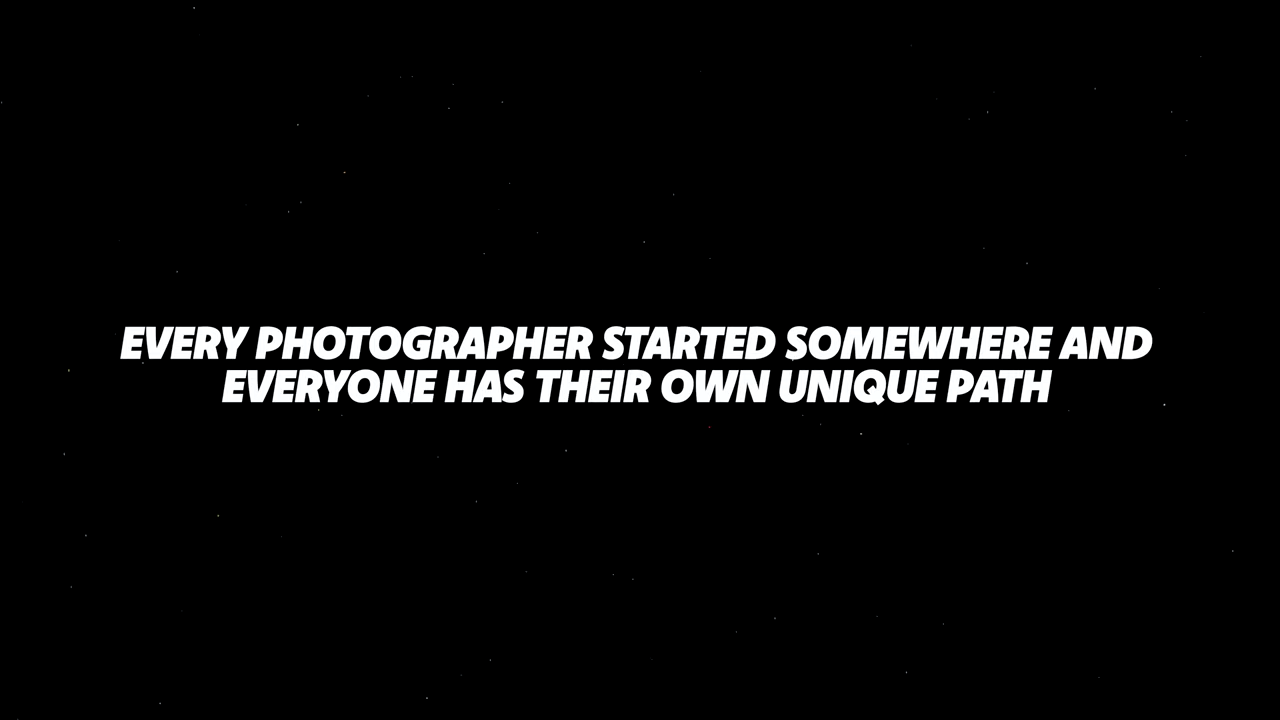 EVERY PHOTOGRAPHER STARTED SOMEWHERE AND
EVERYONE HAS THEIR OWN UNIQUE PATH